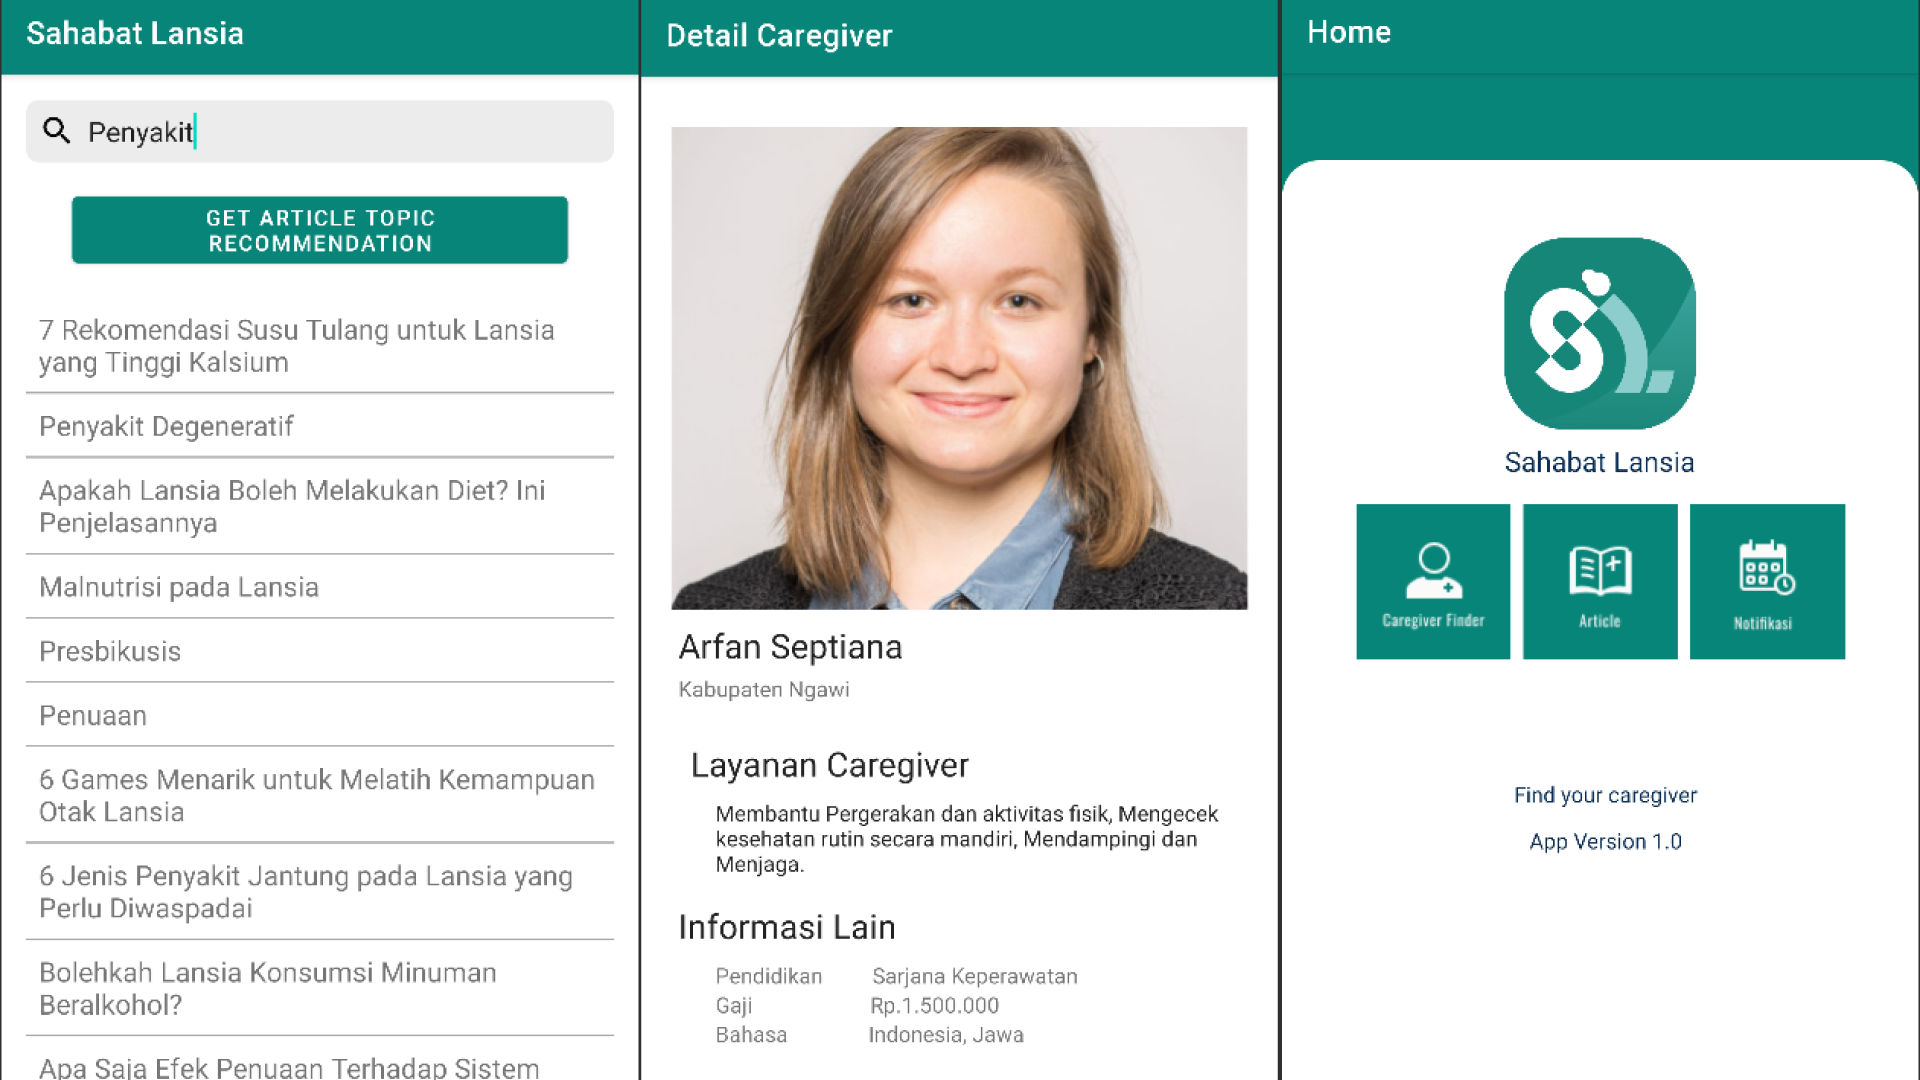 Sahabat Lansia
Penyakit
GET ARTICLE TOPIC
RECOMMENDATION
7 Rekomendasi Susu Tulang untuk Lansia
yang Tinggi Kalsium
Penyakit Degeneratif
Apakah Lansia Boleh Melakukan Diet? Ini
Penjelasannya
Malnutrisi pada Lansia
Presbikusis
Penuaan
6 Games Menarik untuk Melatih Kemampuan
Otak Lansia
6 Jenis Penyakit Jantung pada Lansia yang
Perlu Diwaspadai
Bolehkah Lansia Konsumsi Minuman
Beralkohol?
Apa Saja Efek Penuaan Terhadap Sistem
Detail Caregiver
Arfan Septiana
Kabupaten Ngawi
Layanan Caregiver
Membantu Pergerakan dan aktivitas fisik, Mengecek
kesehatan rutin secara mandiri, Mendampingi dan
Menjaga.
Informasi Lain
Pendidikan Sarjana Keperawatan
Gaji Rp.1.500.000
Bahasa Indonesia, Jawa
Home
SL
Sahabat Lansia
Caregiver Finder
Article
Notifikasi
Find your caregiver
App Version 1.0